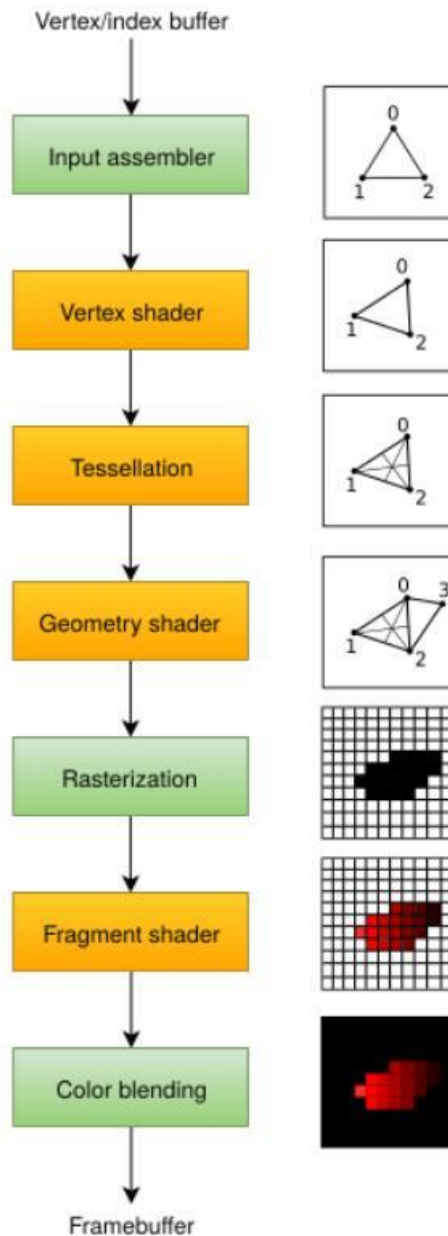 Vertex/index buffer
Input assembler
0
1
2
Vertex shader
0
1
2
Tessellation
0
1
2
Geometry shader
0
3
1
2
Rasterization
Fragment shader
Color blending
Framebuffer